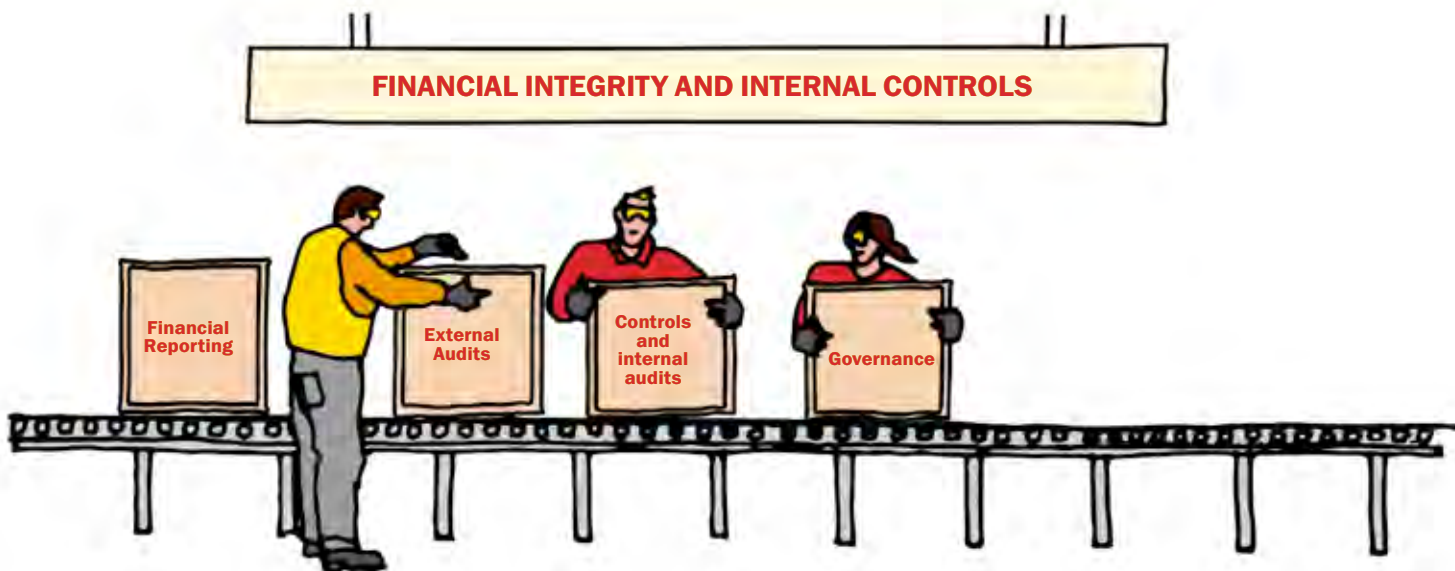 FINANCIAL INTEGRITY AND INTERNAL CONTROLS
Financial
Reporting
External
Audits
Controls
and
internal
audits
Governance